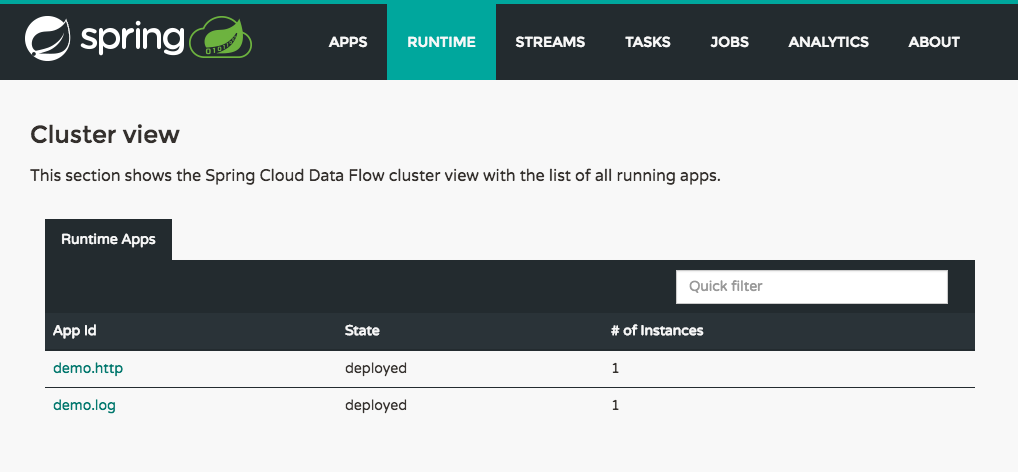 spring
APPS RUNTIME STREAMS TASKS JOBS ANALYTICS ABOUT
Cluster view
This section shows the Spring Cloud Data Flow cluster view with the list of all running apps.
Runtime Apps
Quick filter
App Id State # of Instances
demo.http deployed 1
demo.log deployed 1